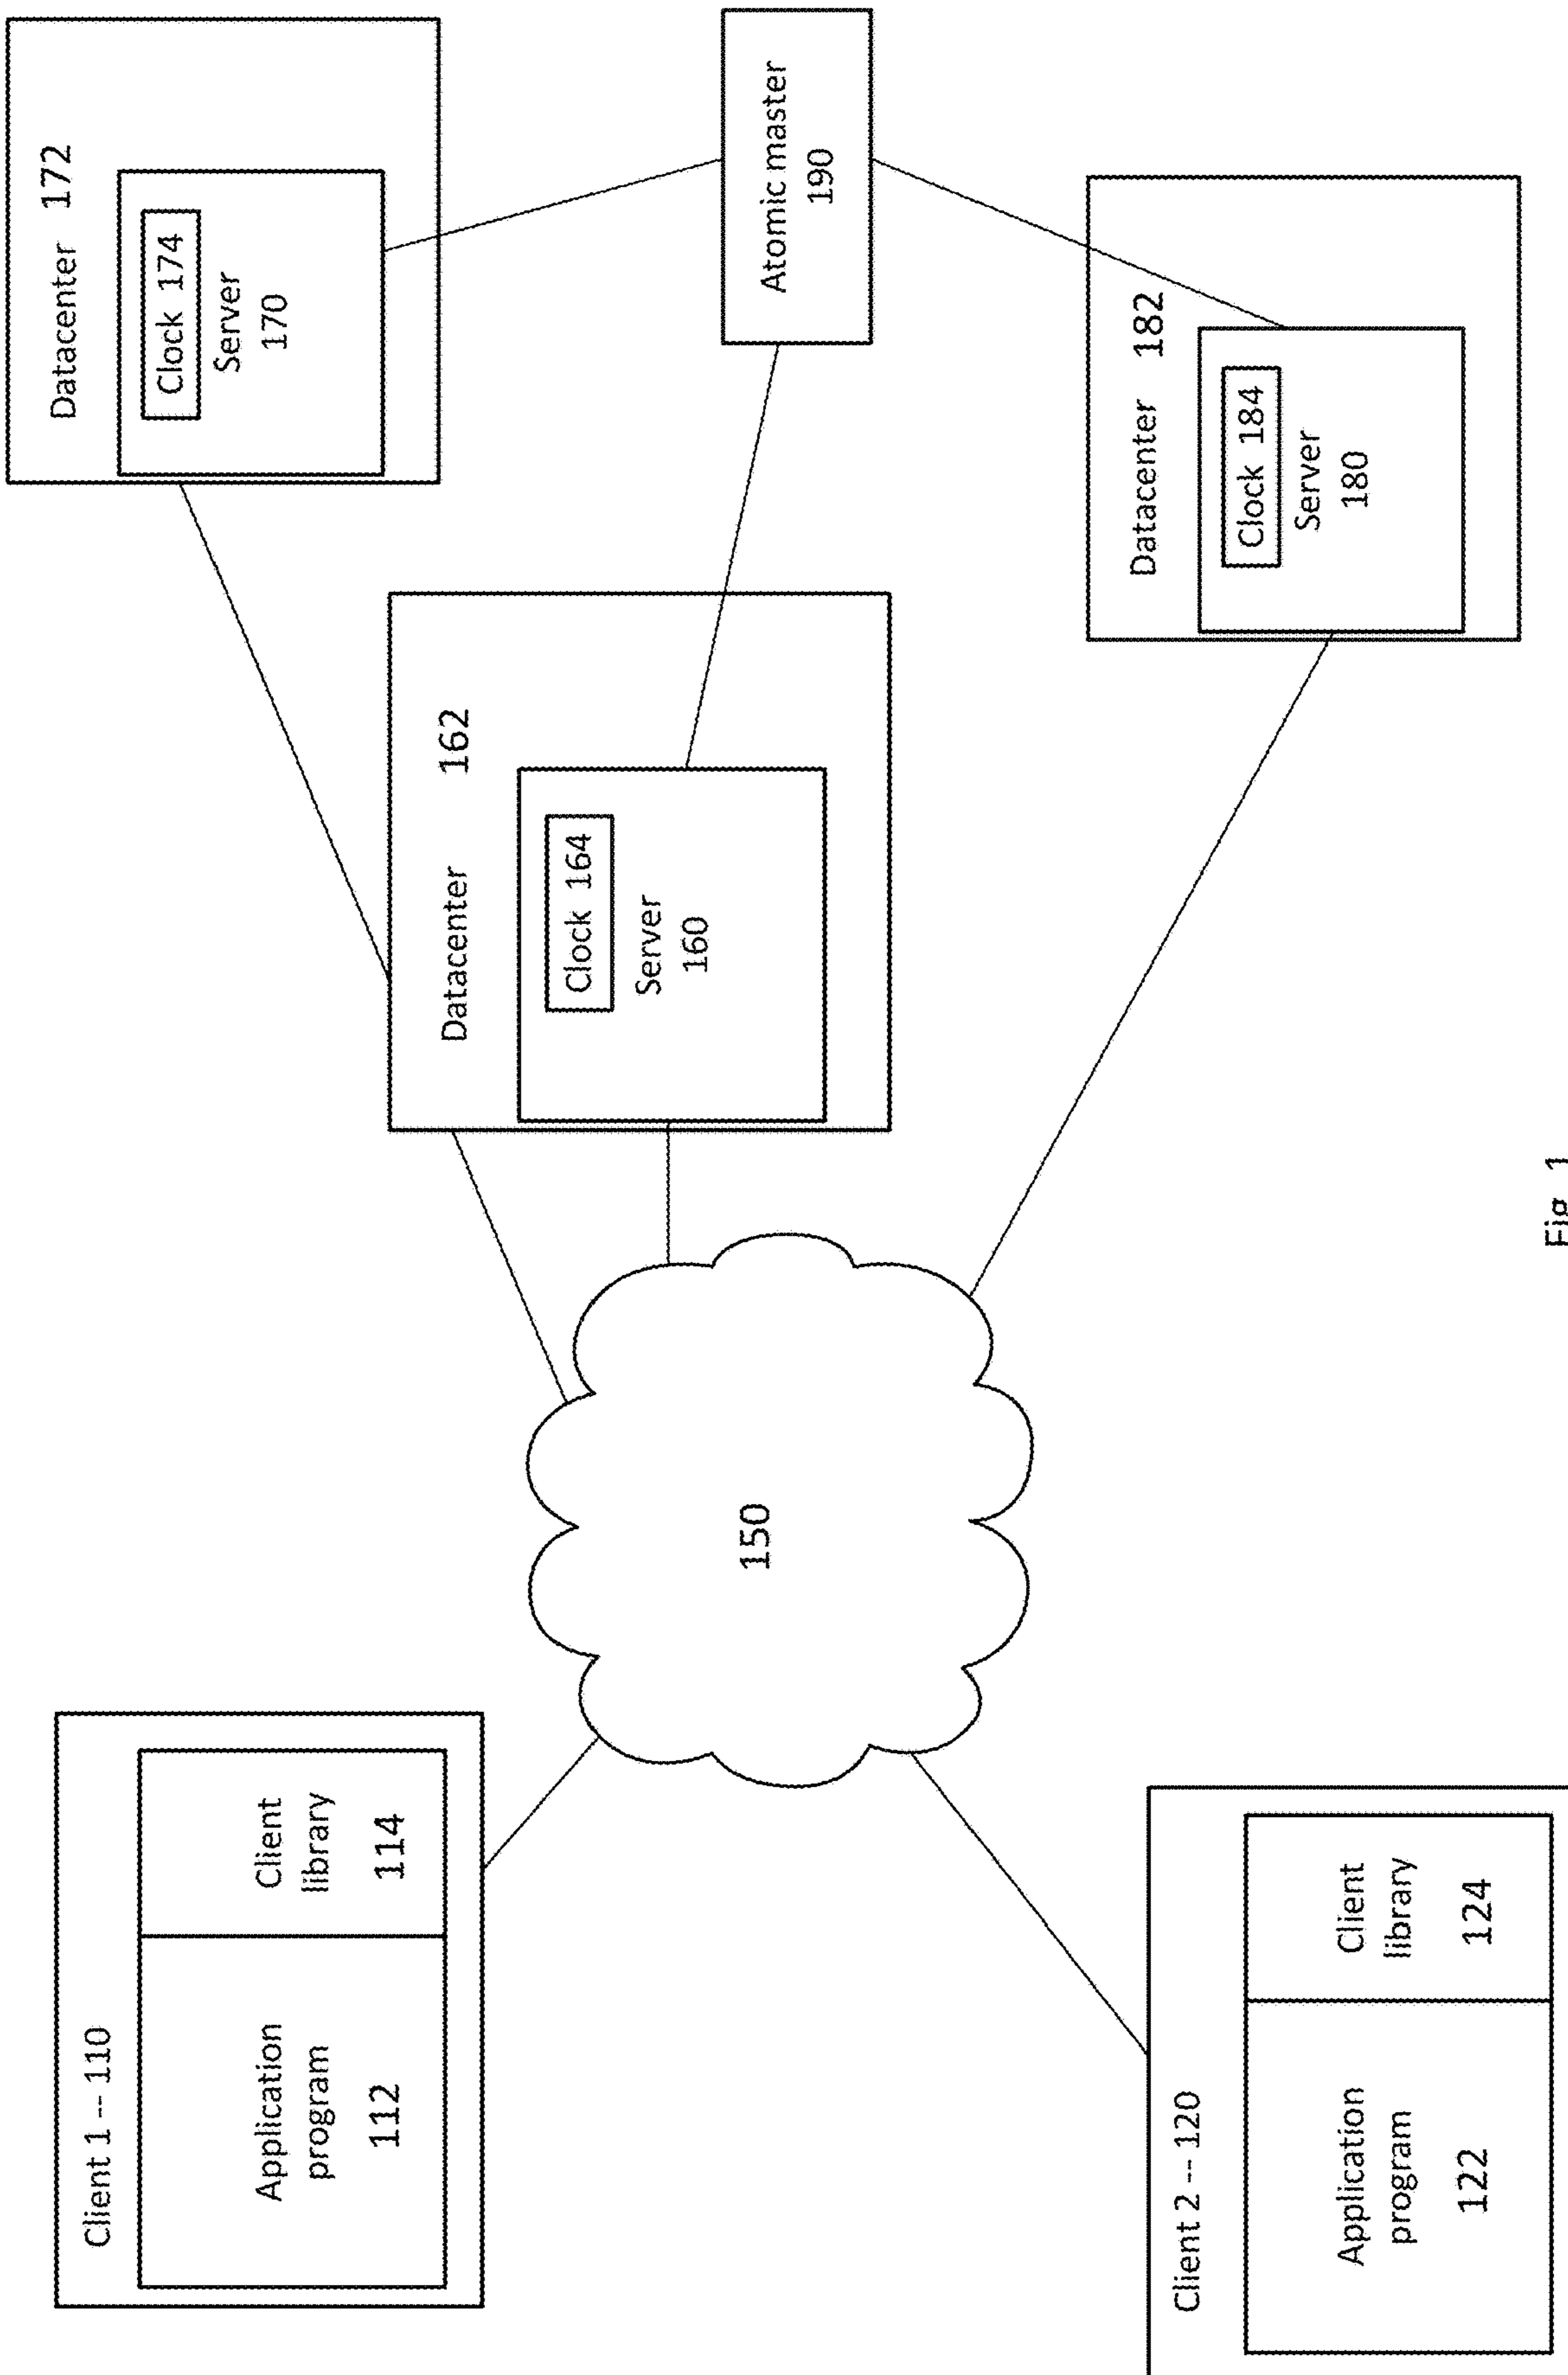 Client 1 -- 110
Application
program
112
Client
library
114
Client 2 -- 120
Application
program
122
Client
library
124
150
Datacenter 162
Clock 164
Server
160
Datacenter 172
Clock 174
Server
170
Atomic master
190
Datacenter 182
Clock 184
Server
180
Fig. 1